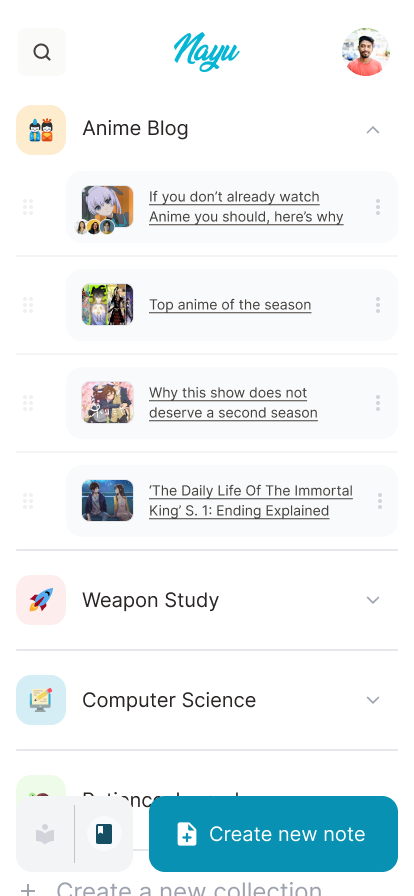 Nayu
Anime Blog
If you don’t already watch
Anime you should, here’s why
Top anime of the season
Why this show does not
deserve a second season
‘The Daily Life Of The Immortal
King’ S. 1: Ending Explained
Weapon Study
Computer Science
Create new note
Create a new collection